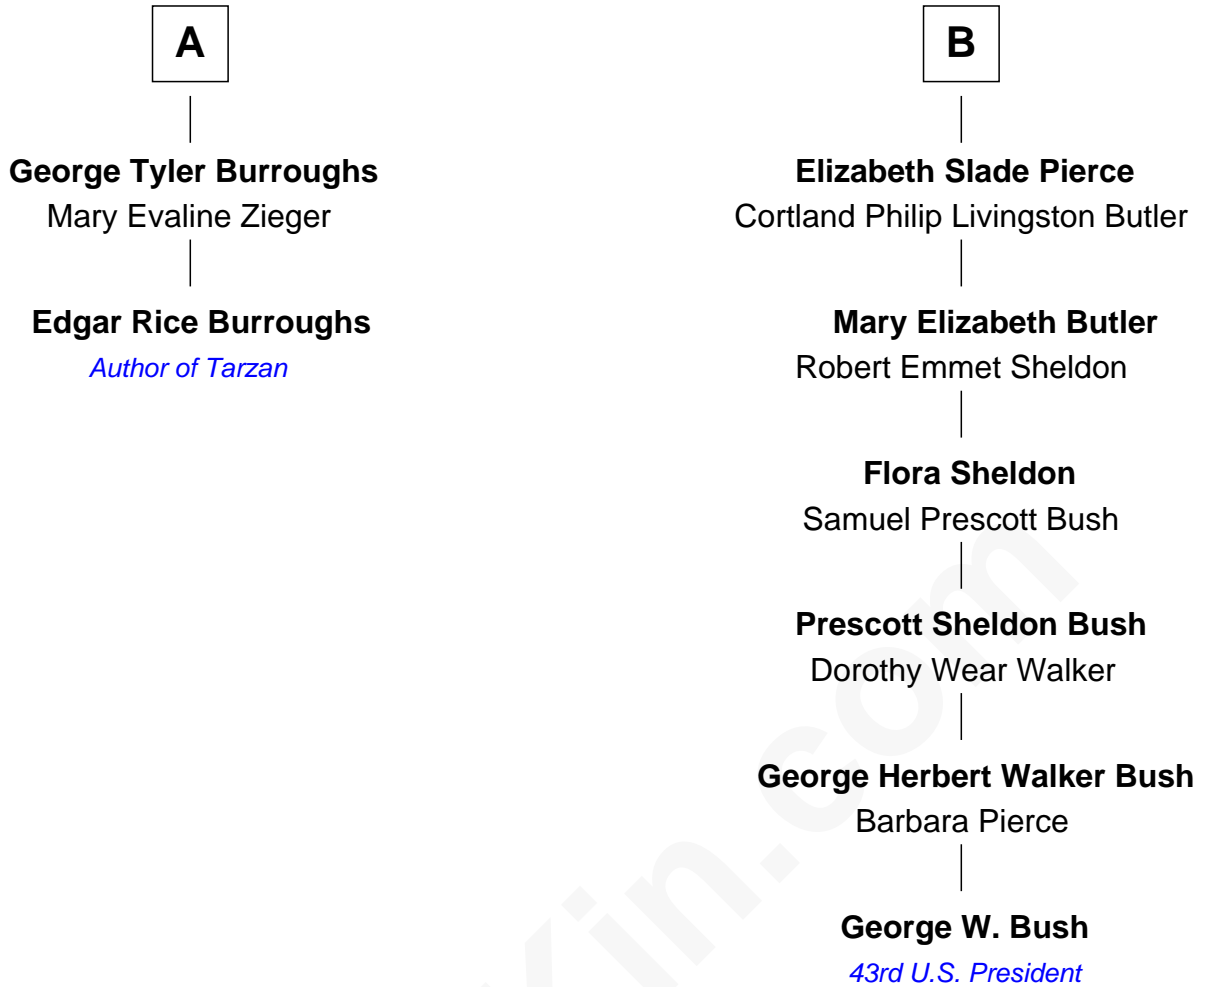 A
George Tyler Burroughs
Mary Evaline Zieger
Edgar Rice Burroughs
Author of Tarzan
B
Elizabeth Slade Pierce
Cortland Philip Livingston Butler
Mary Elizabeth Butler
Robert Emmet Sheldon
Flora Sheldon
Samuel Prescott Bush
Prescott Sheldon Bush
Dorothy Wear Walker
George Herbert Walker Bush
Barbara Pierce
George W. Bush
43rd U.S. President